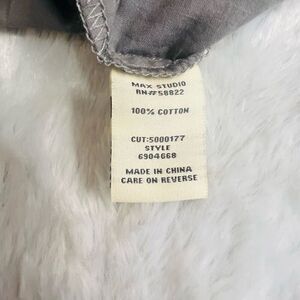 MAX STUDIO
RN#58822
100% COTTON
CUT:5000177
STYLE
6904668
MADE IN CHINA
CARE ON REVERSE